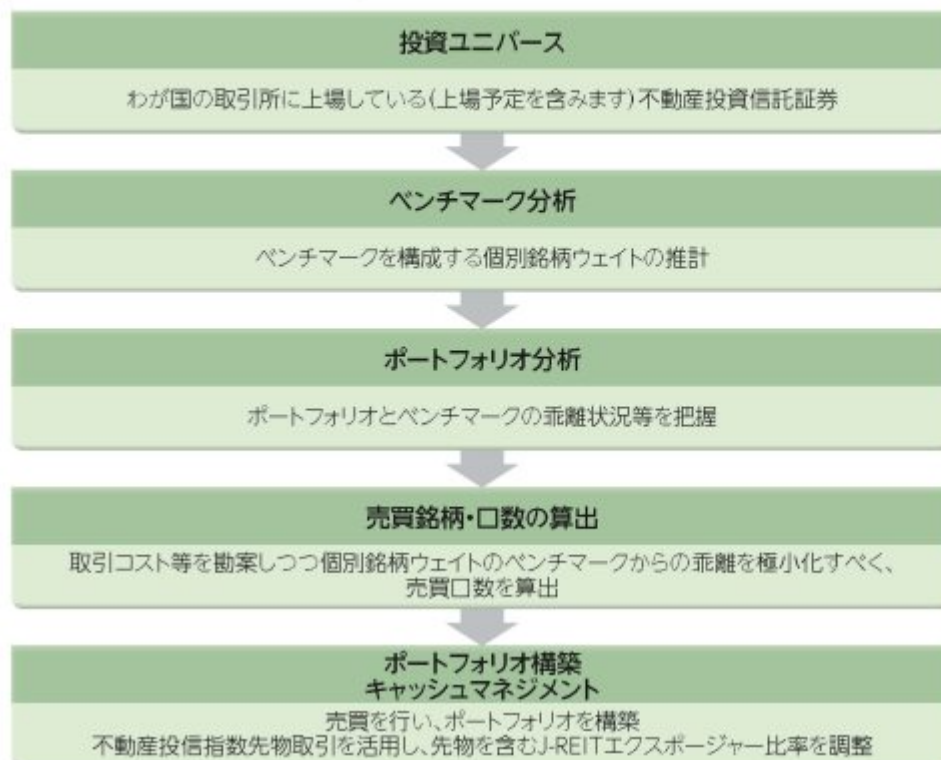 投資ユニバース
わが国の取引所に上場している(上場予定を含みます)不動産投資信託証券
ベンチマーク分析
ベンチマークを構成する個別銘柄ウェイトの推計
ポートフォリオ分析
ポートフォリオとベンチマークの乖離状況等を把握
売買銘柄・口数の算出
取引コスト等を勘案しつつ個別銘柄ウェイトのベンチマークからの乖離を極小化すべく、
売買口数を算出
ポートフォリオ構築
キャッシュマネジメント
売買を行い、ポートフォリオを構築
不動産投信指数先物取引を活用し、先物を含むJ-REITエクスポージャー比率を調整